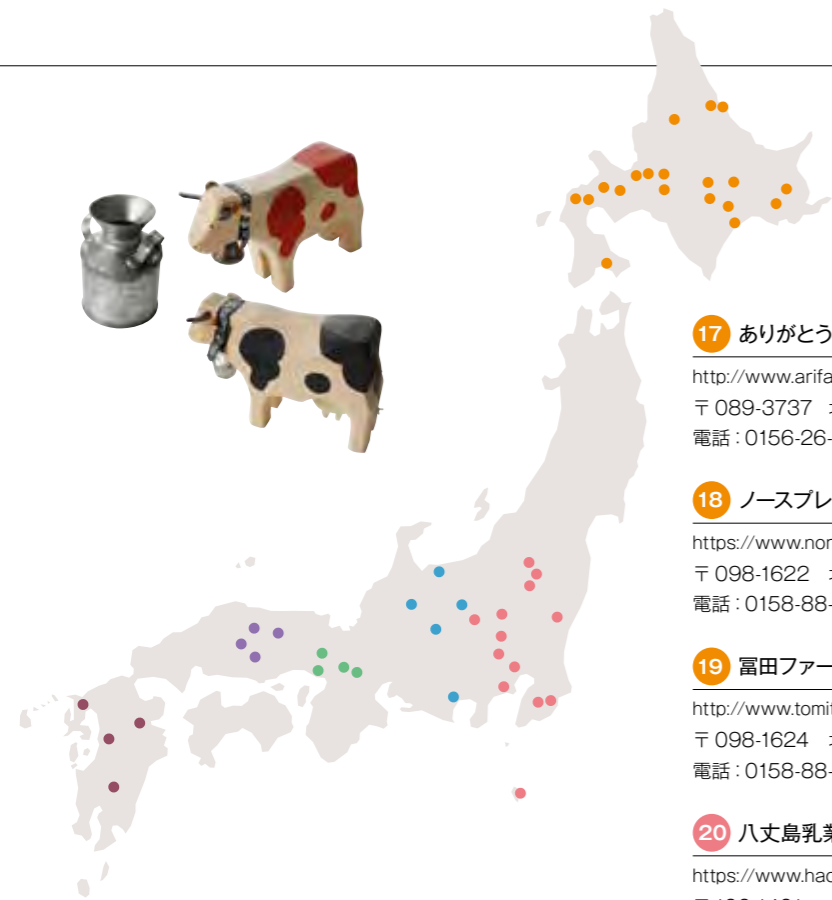 17 ありがとう
http://www.arifa
〒089-3737
電話：0156-26-
18 ノースプレ
https://www.nor
〒098-1622
電話：0158-88-
19 冨田ファー
http://www.tomit
〒098-1624
電話：0158-88-
20 八丈島乳業
https://www.hac